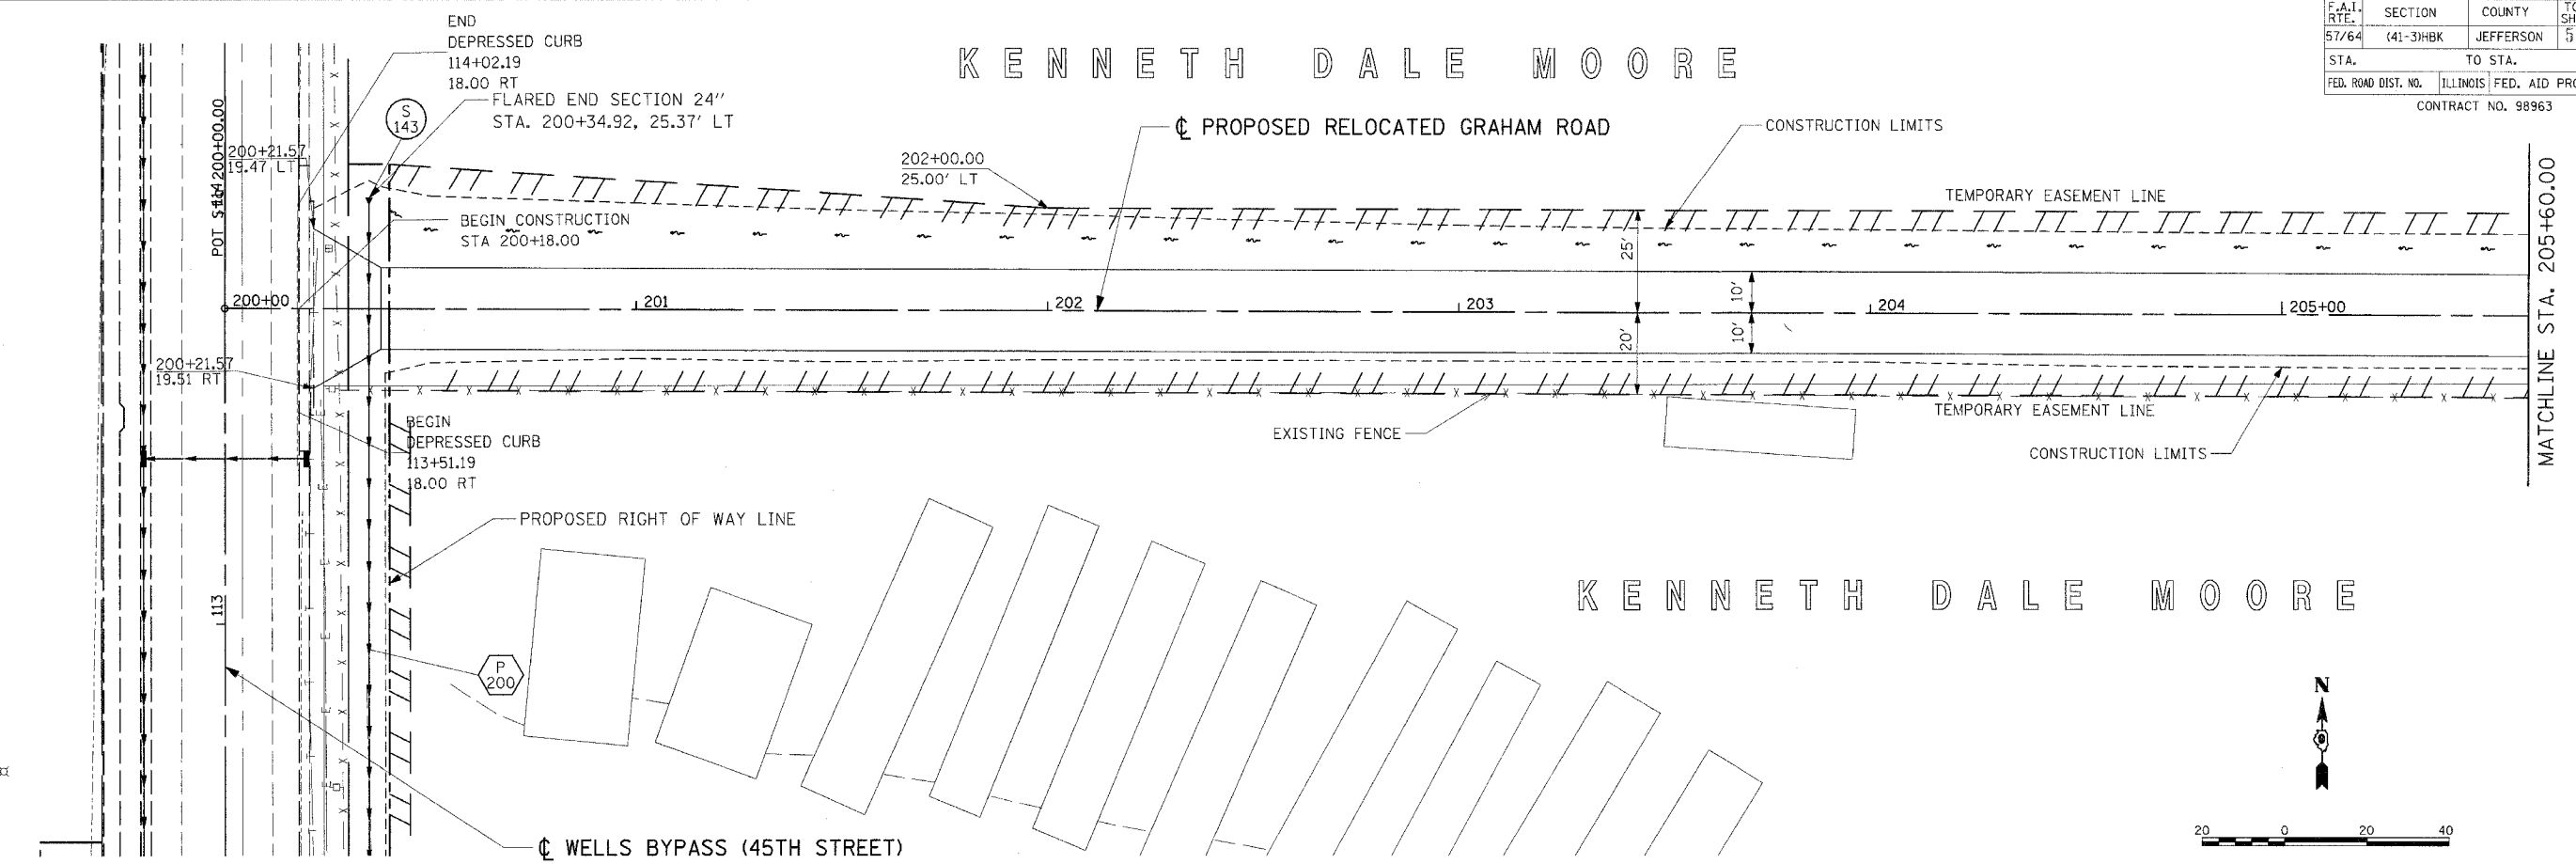 F.A.I. RTE. SECTION COUNTY
57/64 (41-3)HBK JEFFERSON 5
STA. TO STA.
FED. ROAD DIST. NO. ILLINOIS FED. AID
CONTRACT NO. 98963
END
DEPRESSED CURB
114+02.19
18.00 RT
KENNETH DALE MOORE
S
143
FLARED END SECTION 24"
STA. 200+34.92, 25.37' LT
℄ PROPOSED RELOCATED GRAHAM ROAD
CONSTRUCTION LIMITS
200+21.57
19.47 LT
202+00.00
25.00' LT
TEMPORARY EASEMENT LINE
MATCHLINE STA. 205+60.00
BEGIN CONSTRUCTION
STA 200+18.00
25'
200+00
201
202
203
204
205+00
10'
10'
20'
200+21.57
19.51 RT
TEMPORARY EASEMENT LINE
BEGIN
DEPRESSED CURB
113+51.19
18.00 RT
EXISTING FENCE
CONSTRUCTION LIMITS
PROPOSED RIGHT OF WAY LINE
KENNETH DALE MOORE
113
P
200
N
20 0 20 40
℄ WELLS BYPASS (45TH STREET)